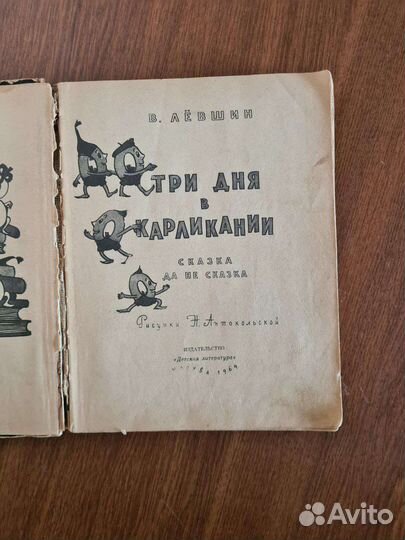 В. ЛЁВШИН
ТРИ ДНЯ
В
КАРЛИКАНИИ
СКАЗКА
ДА НЕ СКАЗКА
Рисунки Н. Антокольской
ИЗДАТЕЛЬСТВО
«Детская литература»
МОСКВА 1964
Avito